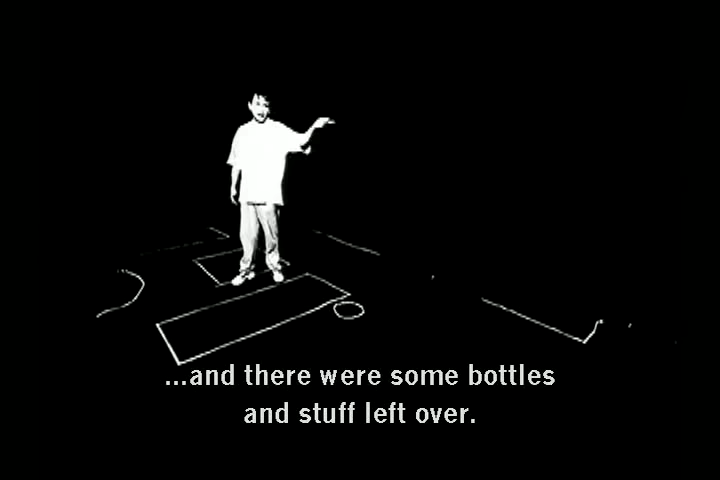 ...and there were some bottles
and stuff left over.